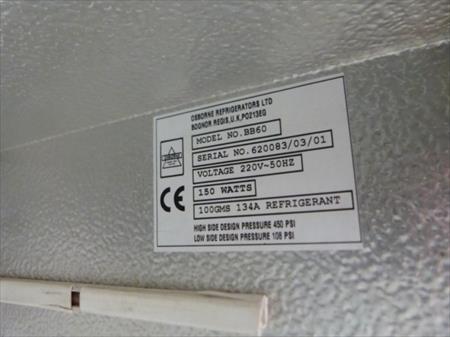 OSBORNE REFRIGERATORS LTD
BOGNOR REGIS,U.K,PO213EG
MODEL NO.BB60
SERIAL NO.620083/03/01
VOLTAGE 220V~50HZ
150 WATTS
100GMS 134A REFRIGERANT
CE
HIGH SIDE DESIGN PRESSURE 450 PSI
LOW SIDE DESIGN PRESSURE 108 PSI